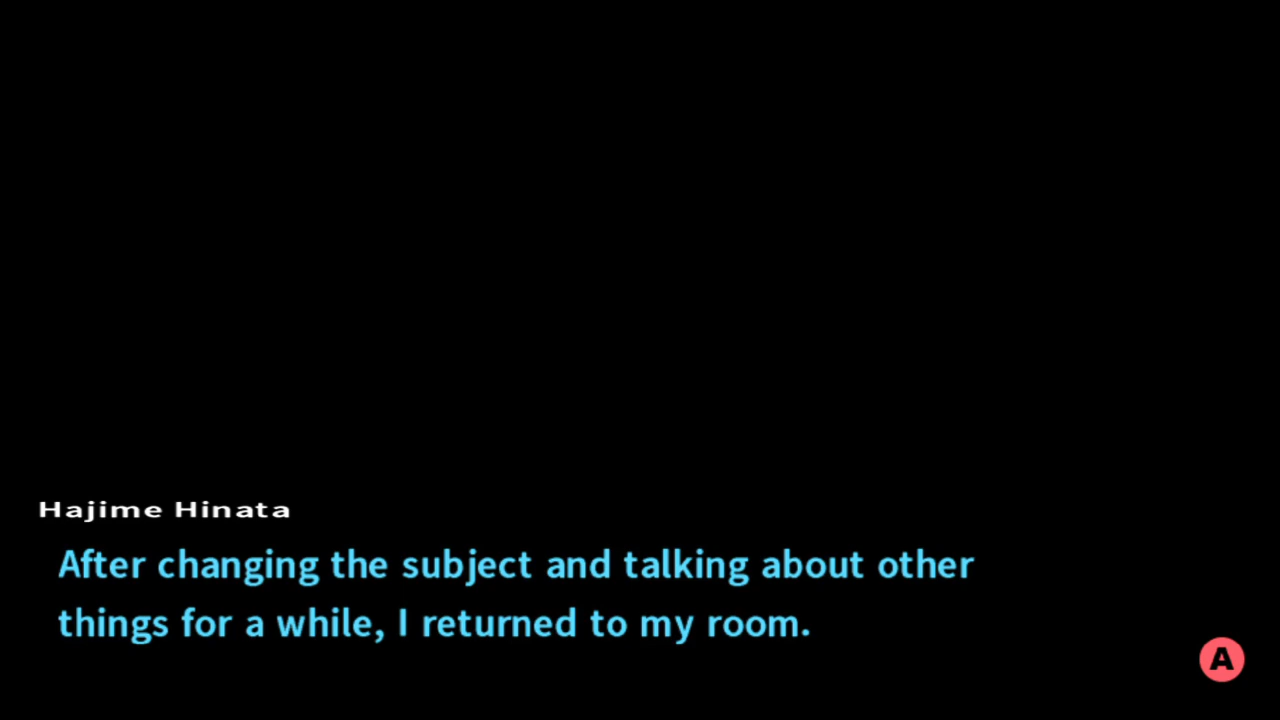 Hajime Hinata
After changing the subject and talking about other
things for a while, I returned to my room.
A